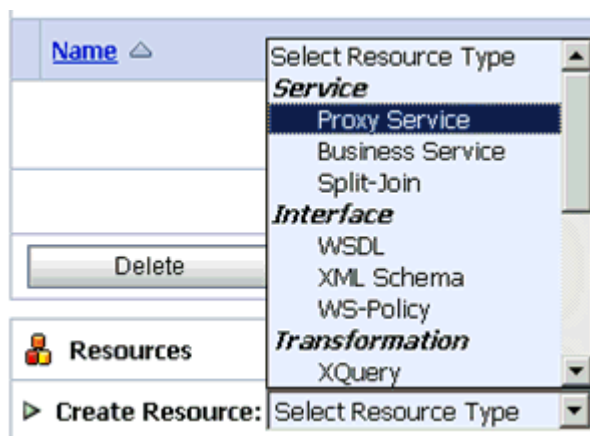 Name
Select Resource Type
Service
Proxy Service
Business Service
Split-Join
Interface
WSDL
XML Schema
WS-Policy
Transformation
XQuery
Delete
Resources
Create Resource: Select Resource Type